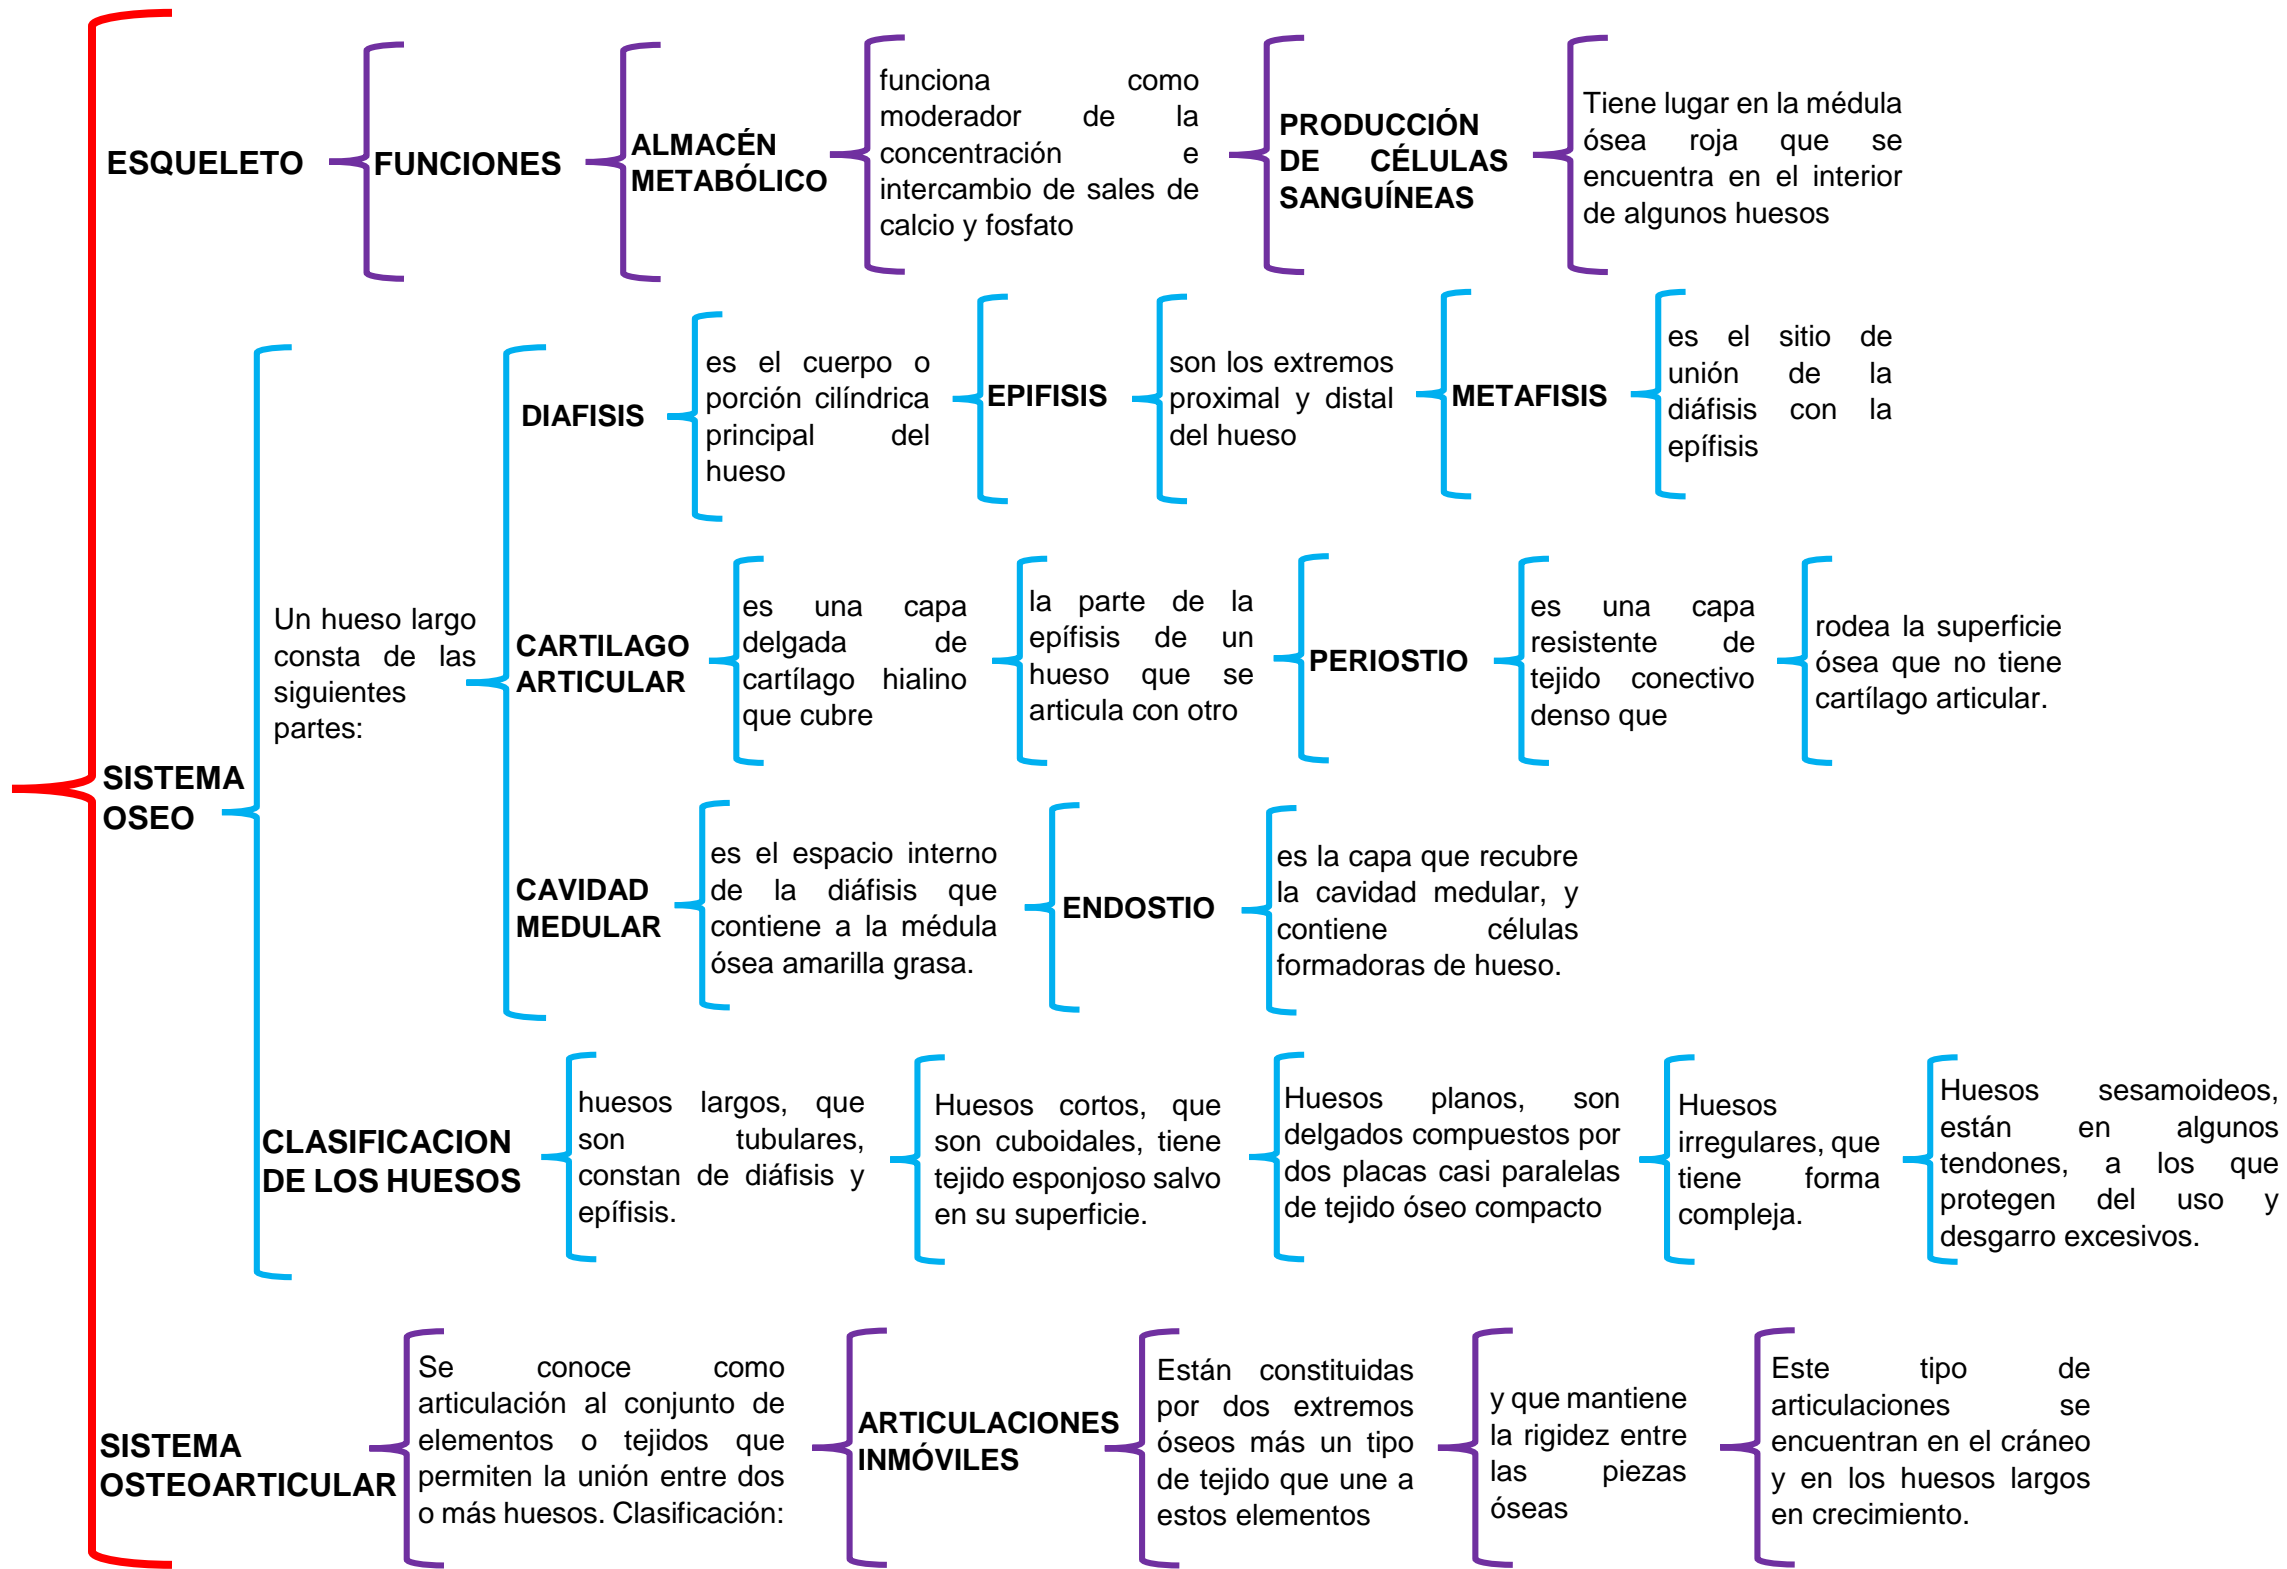 ESQUELETO
FUNCIONES
ALMACÉN
METABÓLICO
funciona como
moderador de la
concentración e
intercambio de sales de
calcio y fosfato
PRODUCCIÓN
DE CÉLULAS
SANGUÍNEAS
Tiene lugar en la médula
ósea roja que se
encuentra en el interior
de algunos huesos
SISTEMA
OSEO
Un hueso largo
consta de las
siguientes
partes:
DIAFISIS
es el cuerpo o
porción cilíndrica
principal del
hueso
EPIFISIS
son los extremos
proximal y distal
del hueso
METAFISIS
es el sitio de
unión de la
diáfisis con la
epífisis
CARTILAGO
ARTICULAR
es una capa
delgada de
cartílago hialino
que cubre
la parte de la
epífisis de un
hueso que se
articula con otro
PERIOSTIO
es una capa
resistente de
tejido conectivo
denso que
rodea la superficie
ósea que no tiene
cartílago articular.
CAVIDAD
MEDULAR
es el espacio interno
de la diáfisis que
contiene a la médula
ósea amarilla grasa.
ENDOSTIO
es la capa que recubre
la cavidad medular, y
contiene células
formadoras de hueso.
CLASIFICACION
DE LOS HUESOS
huesos largos, que
son tubulares,
constan de diáfisis y
epífisis.
Huesos cortos, que
son cuboidales, tiene
tejido esponjoso salvo
en su superficie.
Huesos planos, son
delgados compuestos por
dos placas casi paralelas
de tejido óseo compacto
Huesos
irregulares, que
tiene forma
compleja.
Huesos sesamoideos,
están en algunos
tendones, a los que
protegen del uso y
desgarro excesivos.
SISTEMA
OSTEOARTICULAR
Se conoce como
articulación al conjunto de
elementos o tejidos que
permiten la unión entre dos
o más huesos. Clasificación:
ARTICULACIONES
INMÓVILES
Están constituidas
por dos extremos
óseos más un tipo
de tejido que une a
estos elementos
y que mantiene
la rigidez entre
las piezas
óseas
Este tipo de
articulaciones se
encuentran en el cráneo
y en los huesos largos
en crecimiento.